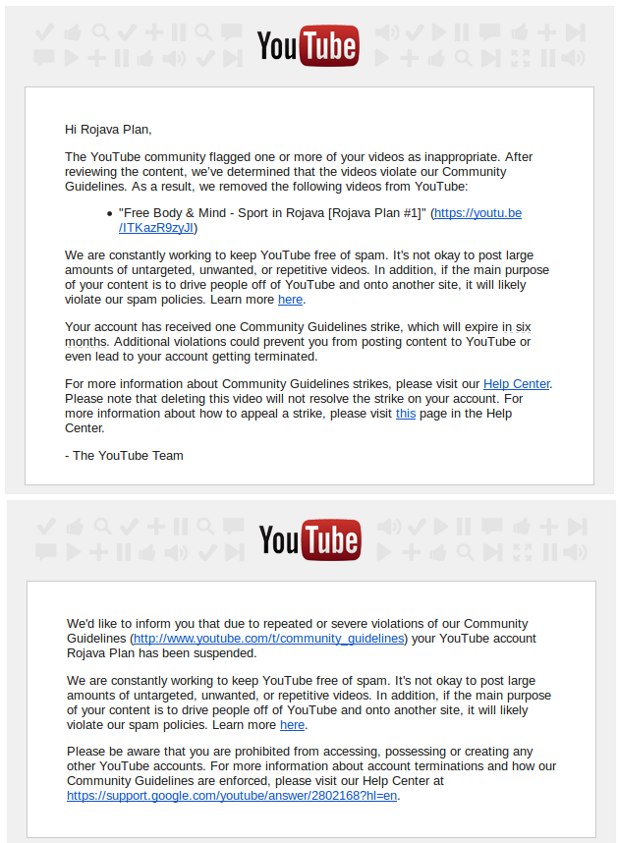 YouTube
Hi Rojava Plan,
The YouTube community flagged one or more of your videos as inappropriate. After
reviewing the content, we've determined that the videos violate our Community
Guidelines. As a result, we removed the following videos from YouTube:
• "Free Body & Mind - Sport in Rojava [Rojava Plan #1]" (https://youtu.be
/ITKazR9zyJI)
We are constantly working to keep YouTube free of spam. It's not okay to post large
amounts of untargeted, unwanted, or repetitive videos. In addition, if the main purpose
of your content is to drive people off of YouTube and onto another site, it will likely
violate our spam policies. Learn more here.
Your account has received one Community Guidelines strike, which will expire in six
months. Additional violations could prevent you from posting content to YouTube or
even lead to your account getting terminated.
For more information about Community Guidelines strikes, please visit our Help Center.
Please note that deleting this video will not resolve the strike on your account. For
more information about how to appeal a strike, please visit this page in the Help
Center.
- The YouTube Team
YouTube
We'd like to inform you that due to repeated or severe violations of our Community
Guidelines (http://www.youtube.com/t/community_guidelines) your YouTube account
Rojava Plan has been suspended.
We are constantly working to keep YouTube free of spam. It's not okay to post large
amounts of untargeted, unwanted, or repetitive videos. In addition, if the main purpose
of your content is to drive people off of YouTube and onto another site, it will likely
violate our spam policies. Learn more here.
Please be aware that you are prohibited from accessing, possessing or creating any
other YouTube accounts. For more information about account terminations and how our
Community Guidelines are enforced, please visit our Help Center at
https://support.google.com/youtube/answer/2802168?hl=en.